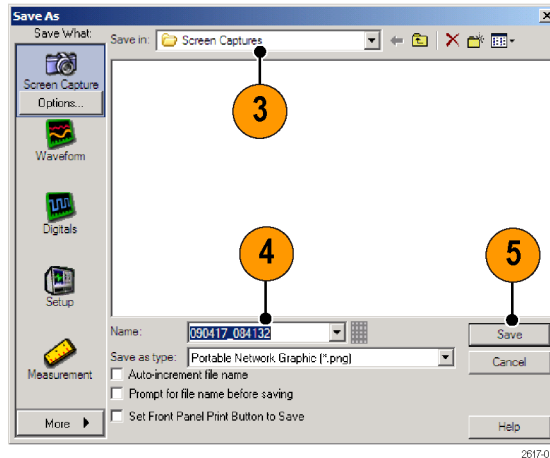 Save As
Save What:
Save in: Screen Captures
Screen Capture
Options...
3
Waveform
Digitals
4
5
Setup
Name: 090417_084132
Save
Save as type: Portable Network Graphic (*.png)
Cancel
Measurement
Auto-increment file name
Prompt for file name before saving
Set Front Panel Print Button to Save
More
Help
2617-0